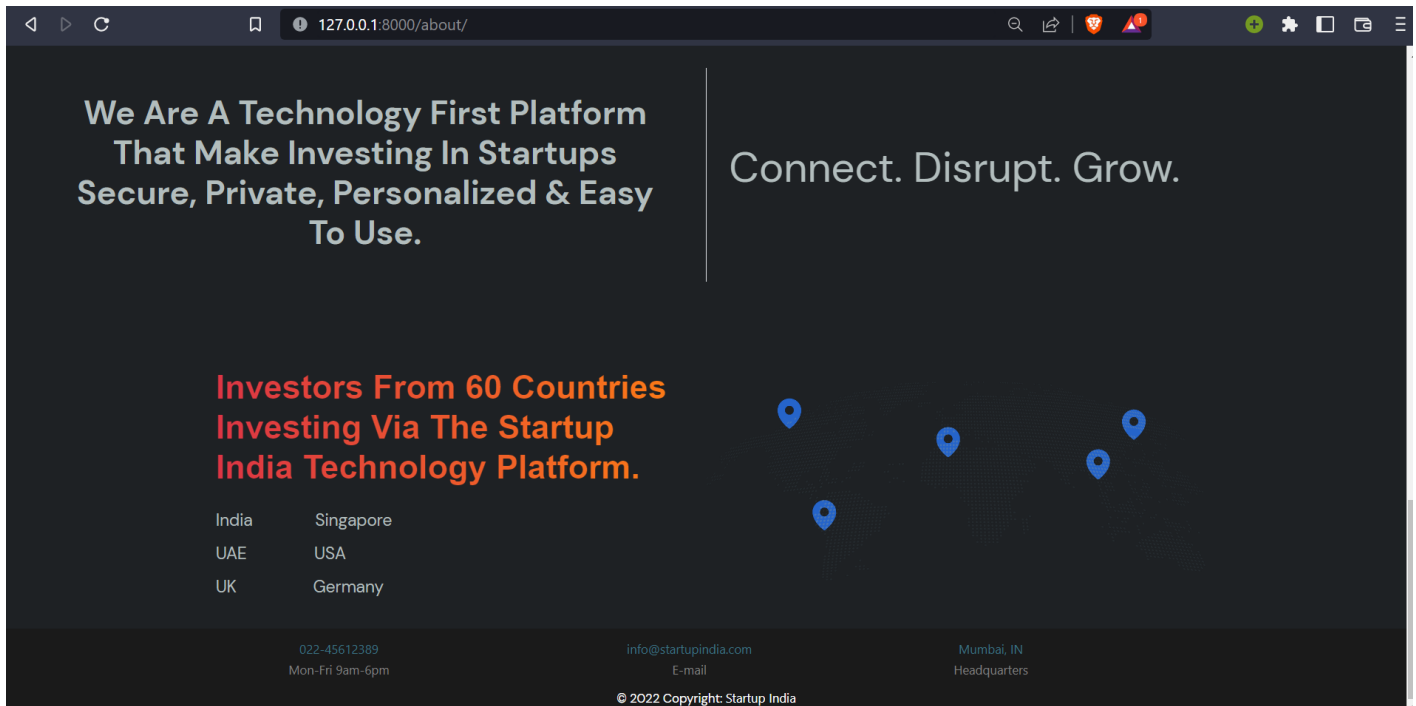 127.0.0.1:8000/about/
1
We Are A Technology First Platform
That Make Investing In Startups
Secure, Private, Personalized & Easy
To Use.
Connect. Disrupt. Grow.
Investors From 60 Countries
Investing Via The Startup
India Technology Platform.
India Singapore
UAE USA
UK Germany
022-45612389 info@startupindia.com Mumbai, IN
Mon-Fri 9am-6pm E-mail Headquarters
© 2022 Copyright: Startup India